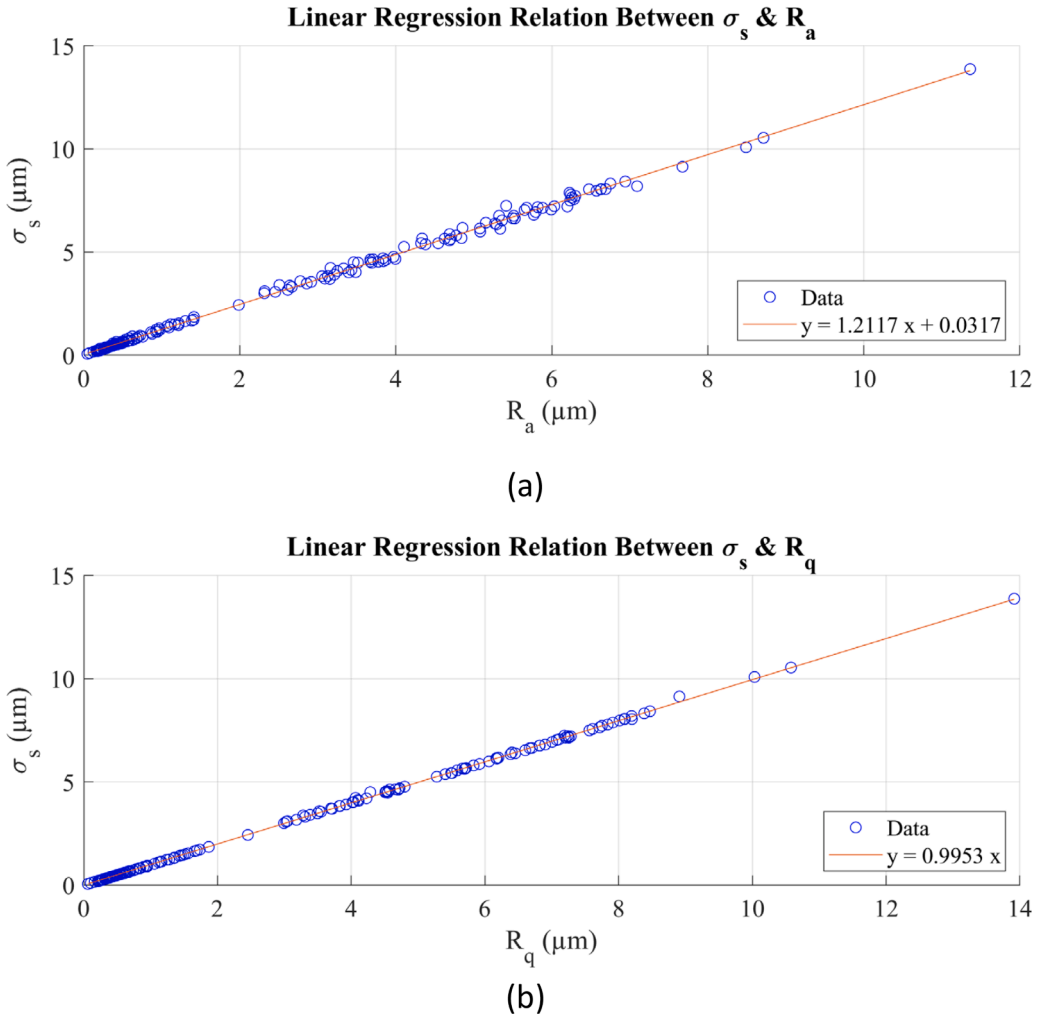 Linear Regression Relation Between σs & Ra
15
10
5
0
σs (μm)
0 2 4 6 8 10 12
Ra (μm)
Data
y = 1.2117 x + 0.0317
(a)
Linear Regression Relation Between σs & Rq
15
10
5
0
σs (μm)
0 2 4 6 8 10 12 14
Rq (μm)
Data
y = 0.9953 x
(b)